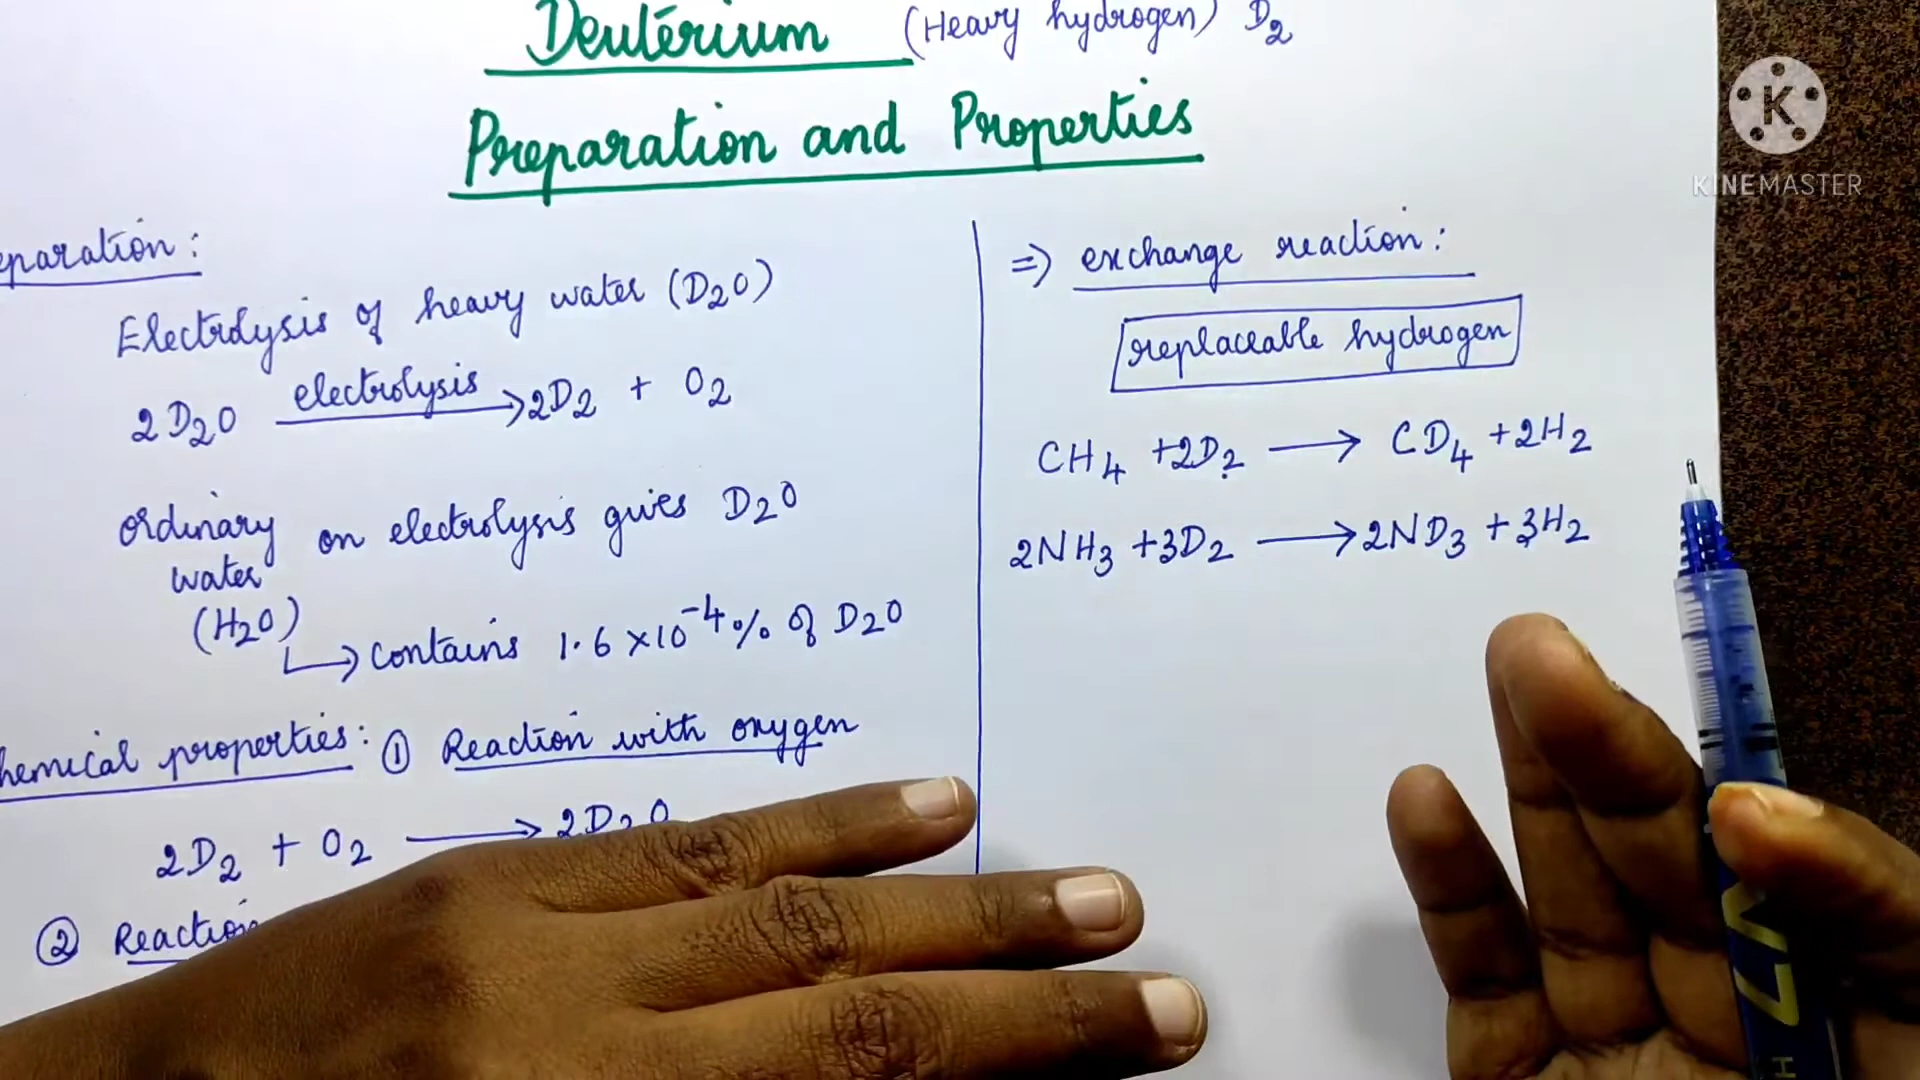 Deuterium (Heavy hydrogen) D2
Preparation and Properties
eparation:
Electrolysis of heavy water (D2O)
2D2O electrolysis → 2D2 + O2
ordinary water (H2O) on electrolysis gives D2O
↳ contains 1.6 × 10⁻⁴ % of D2O
hemical properties: ① Reaction with oxygen
2D2 + O2 → 2D2O
② Reaction
⇒ exchange reaction:
replaceable hydrogen
CH4 + 2D2 → CD4 + 2H2
2NH3 + 3D2 → 2ND3 + 3H2
K
KINEMASTER
V7